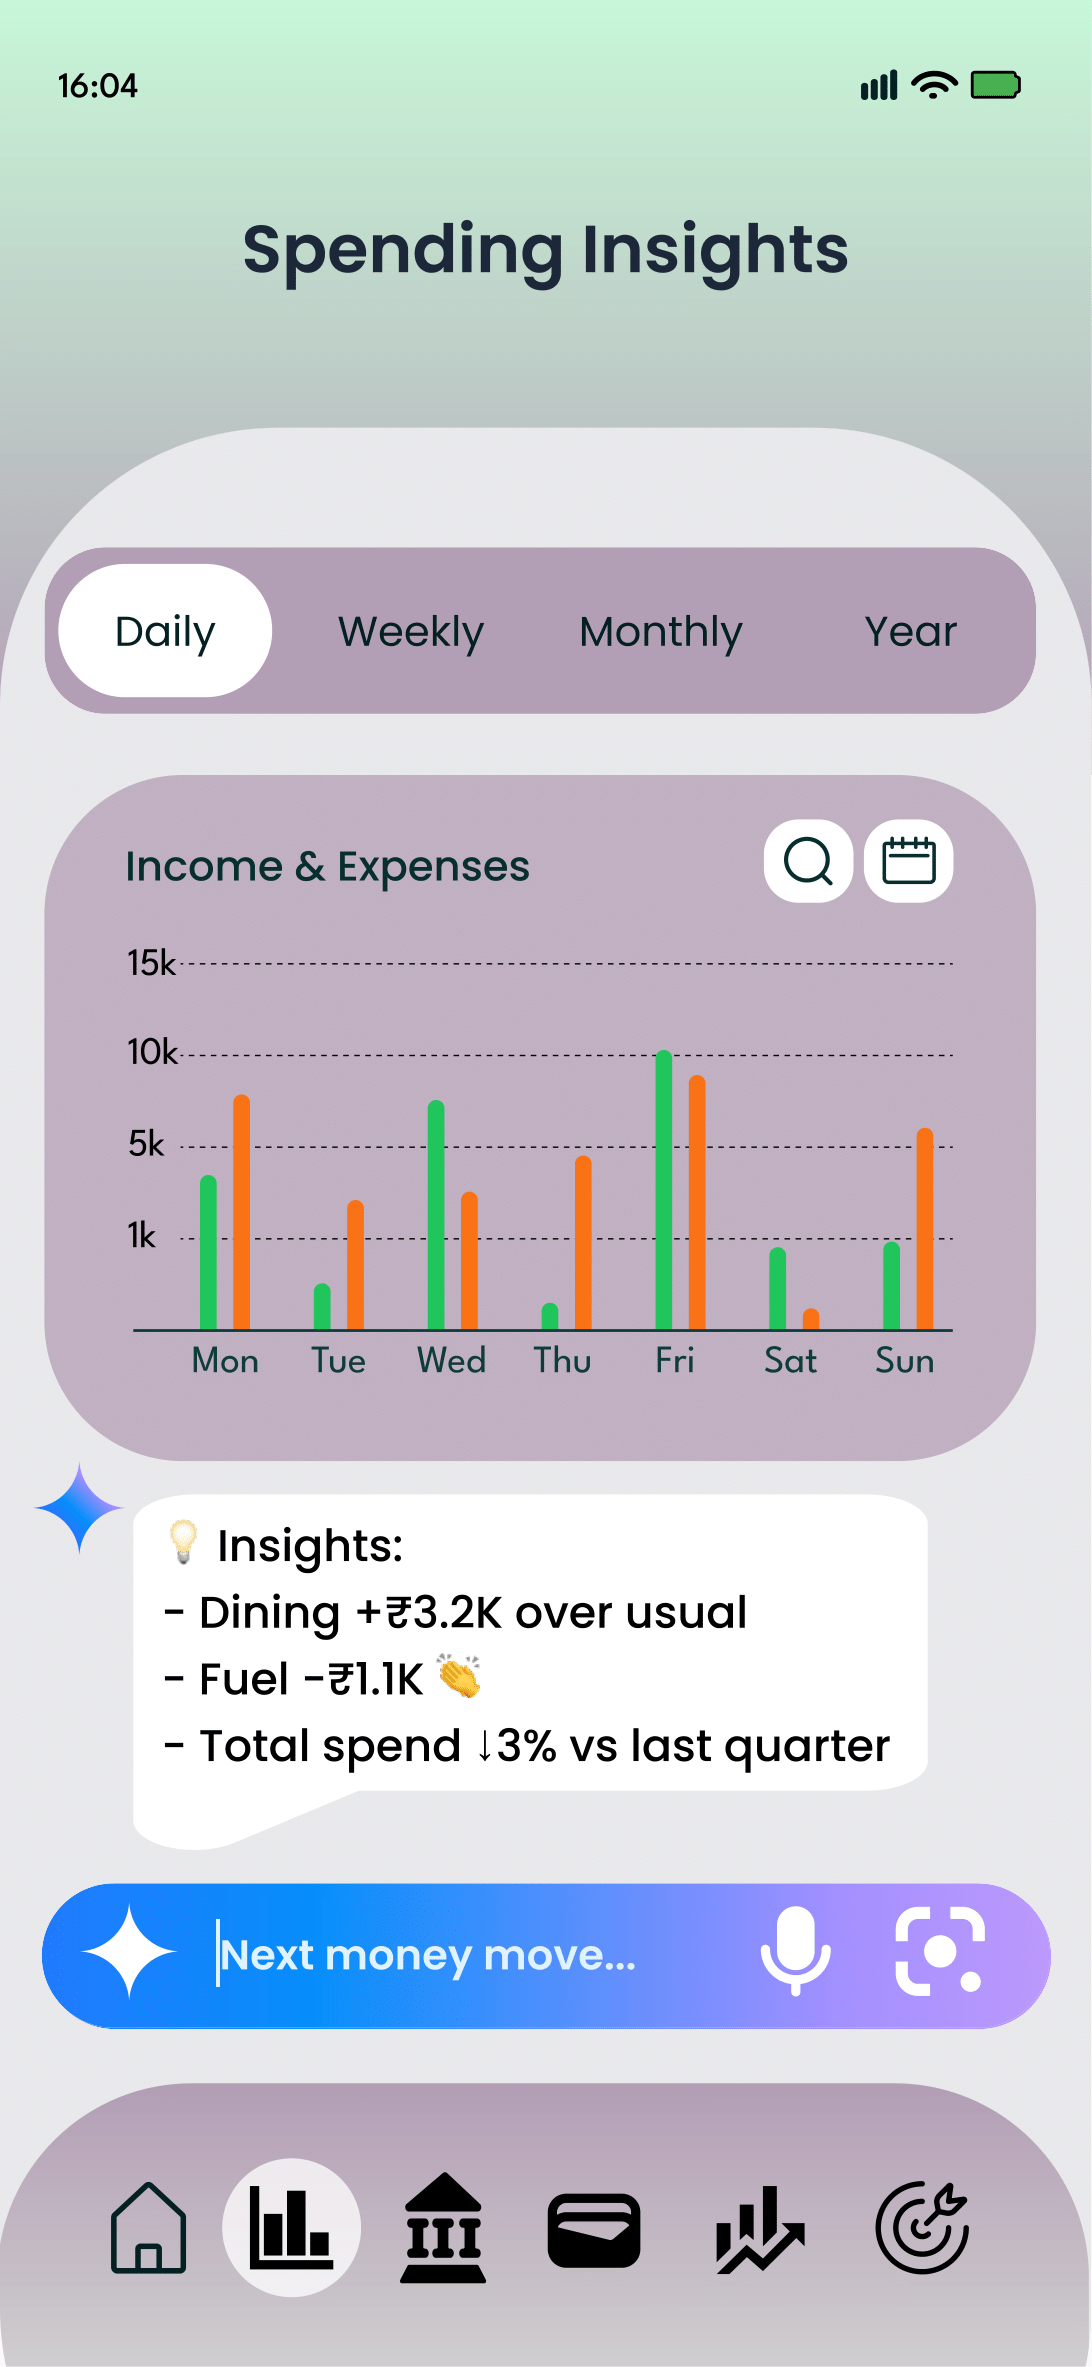 16:04
Spending Insights
Daily Weekly Monthly Year
Income & Expenses
15k
10k
5k
1k
Mon Tue Wed Thu Fri Sat Sun
💡 Insights:
- Dining +₹3.2K over usual
- Fuel -₹1.1K 👏
- Total spend ↓3% vs last quarter
Next money move...